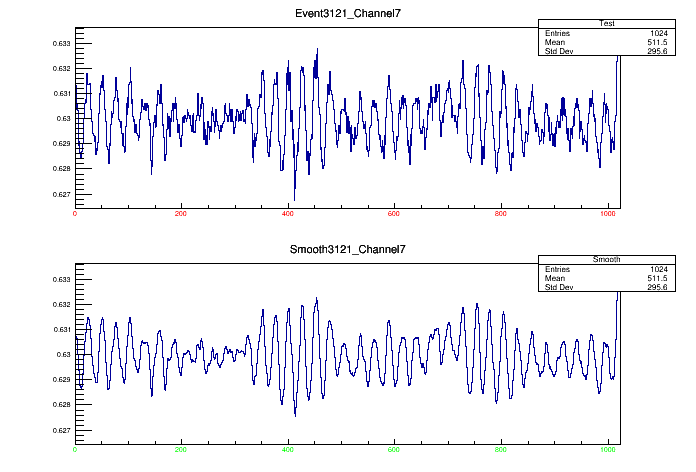 Event3121_Channel7
Test
Entries 1024
Mean 511.5
Std Dev 295.6
0.633
0.632
0.631
0.63
0.629
0.628
0.627
0 200 400 600 800 1000
Smooth3121_Channel7
Smooth
Entries 1024
Mean 511.5
Std Dev 295.6
0.633
0.632
0.631
0.63
0.629
0.628
0.627
0 200 400 600 800 1000